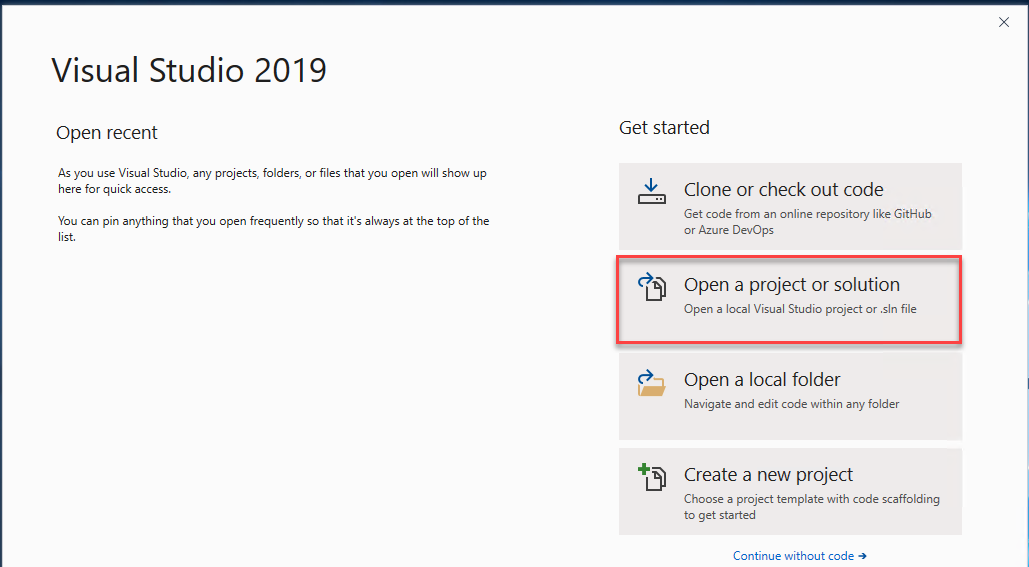 Visual Studio 2019
Open recent
As you use Visual Studio, any projects, folders, or files that you open will show up
here for quick access.
You can pin anything that you open frequently so that it's always at the top of the
list.
Get started
Clone or check out code
Get code from an online repository like GitHub
or Azure DevOps
Open a project or solution
Open a local Visual Studio project or .sln file
Open a local folder
Navigate and edit code within any folder
Create a new project
Choose a project template with code scaffolding
to get started
Continue without code →